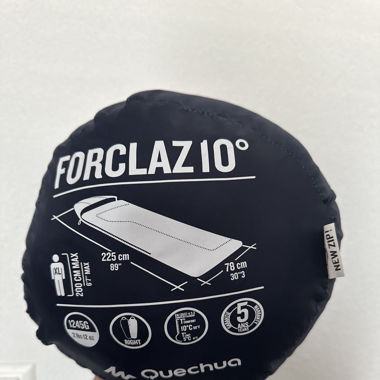 FORCLAZ 10°
XL
200 CM MAX
6'7" MAX
225 cm
89"
78 cm
30"3
NEW ZIP!
1245G
RIGHT
10°C
5
ANS
Quechua